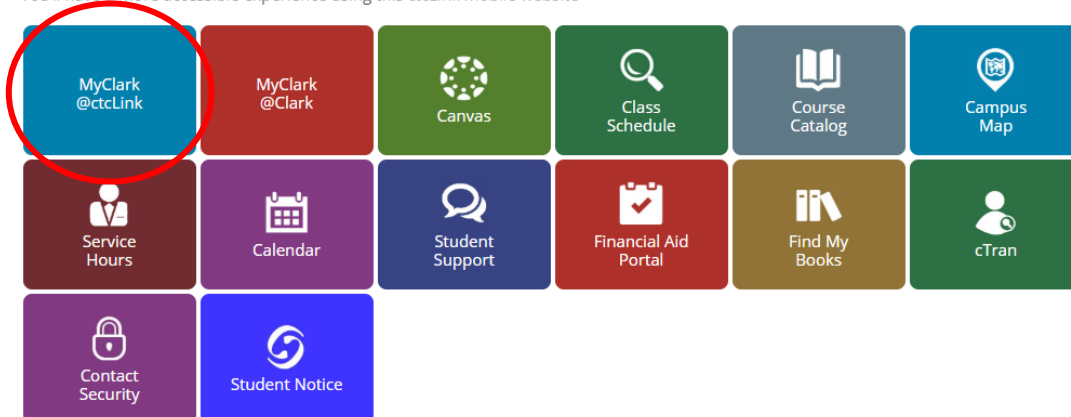 MyClark
@ctcLink
MyClark
@Clark
Canvas
Class
Schedule
Course
Catalog
Campus
Map
Service
Hours
Calendar
Student
Support
Financial Aid
Portal
Find My
Books
cTran
Contact
Security
Student Notice